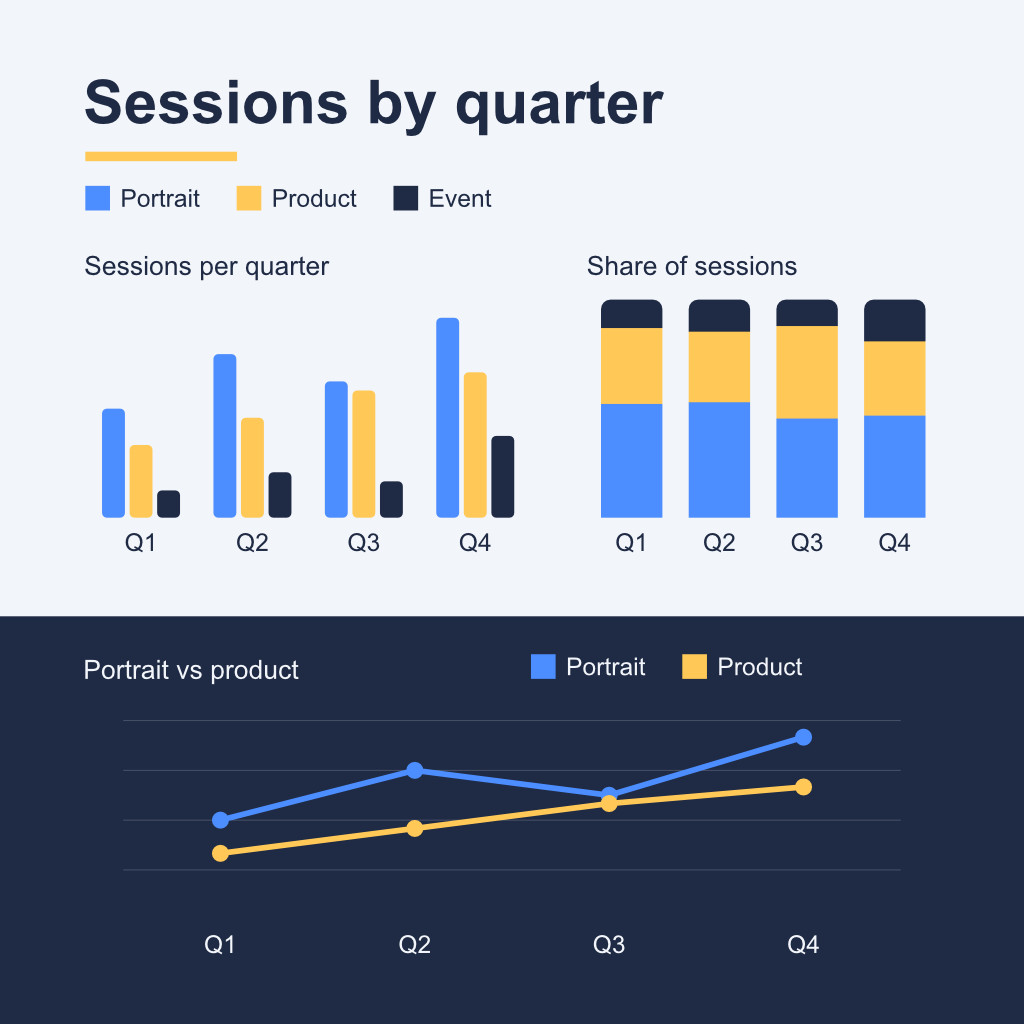 Sessions by quarter
Portrait Product Event
Sessions per quarter
Q1 Q2 Q3 Q4
Share of sessions
Q1 Q2 Q3 Q4
Portrait vs product
Portrait Product
Q1 Q2 Q3 Q4